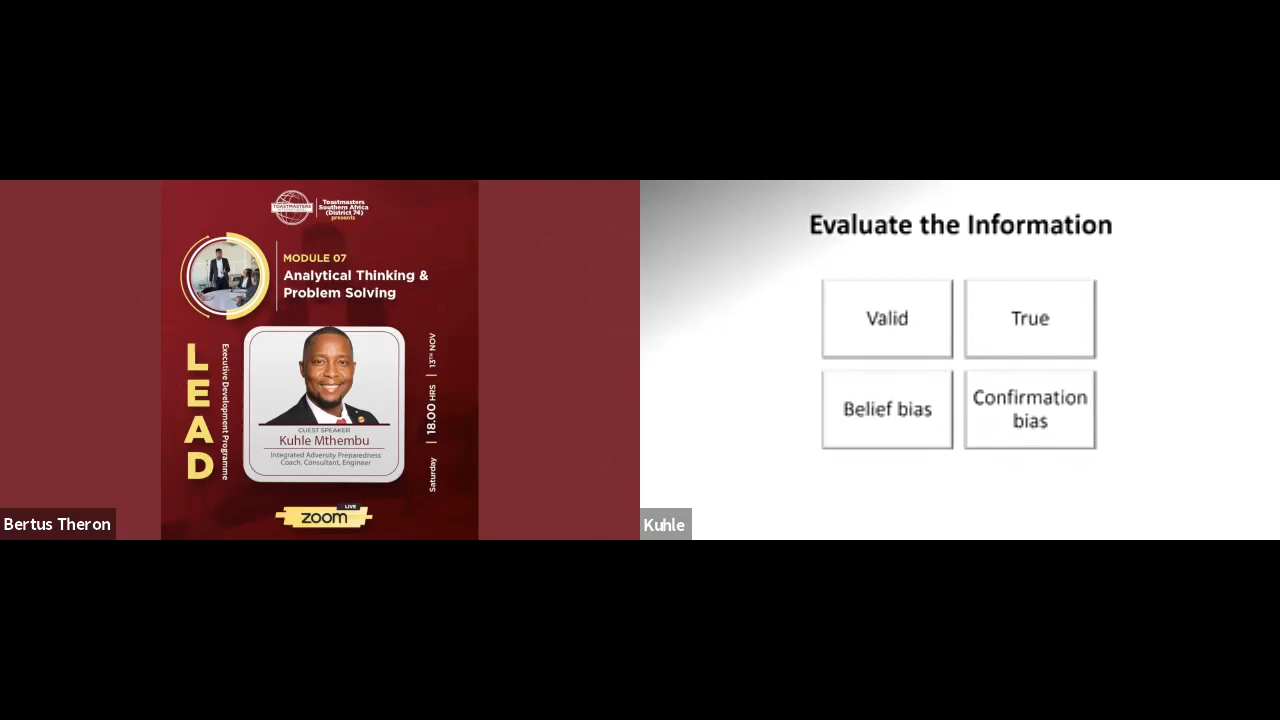 TOASTMASTERS
Toastmasters
Southern Africa
(District 74)
presents
MODULE 07
Analytical Thinking &
Problem Solving
LEAD
Executive Development Programme
GUEST SPEAKER
Kuhle Mthembu
Integrated Adversity Preparedness
Coach, Consultant, Engineer
Saturday | 18.00 HRS | 13TH NOV
LIVE
zoom
Bertus Theron
Evaluate the Information
Valid
True
Belief bias
Confirmation
bias
Kuhle